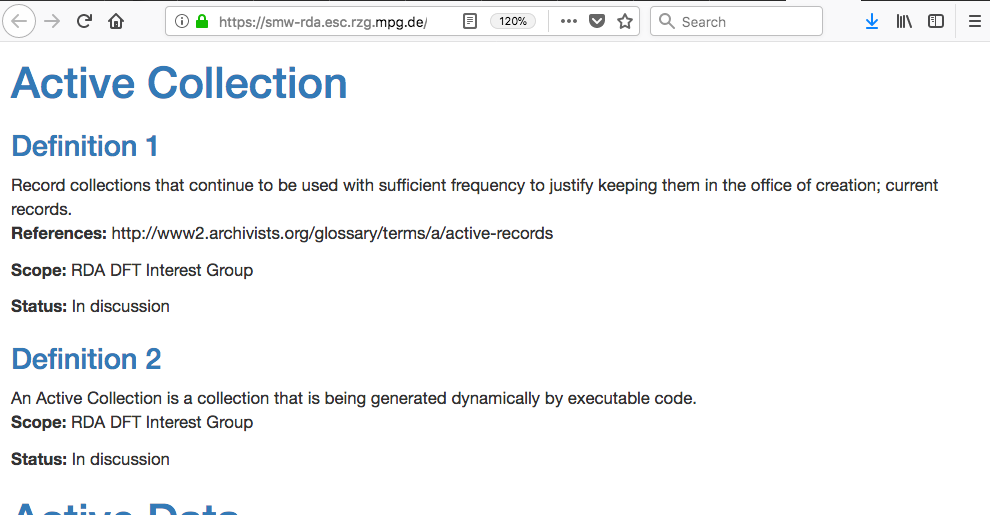 https://smw-rda.esc.rzg.mpg.de/
120%
Search
Active Collection
Definition 1
Record collections that continue to be used with sufficient frequency to justify keeping them in the office of creation; current
records.
References: http://www2.archivists.org/glossary/terms/a/active-records
Scope: RDA DFT Interest Group
Status: In discussion
Definition 2
An Active Collection is a collection that is being generated dynamically by executable code.
Scope: RDA DFT Interest Group
Status: In discussion
Active Data